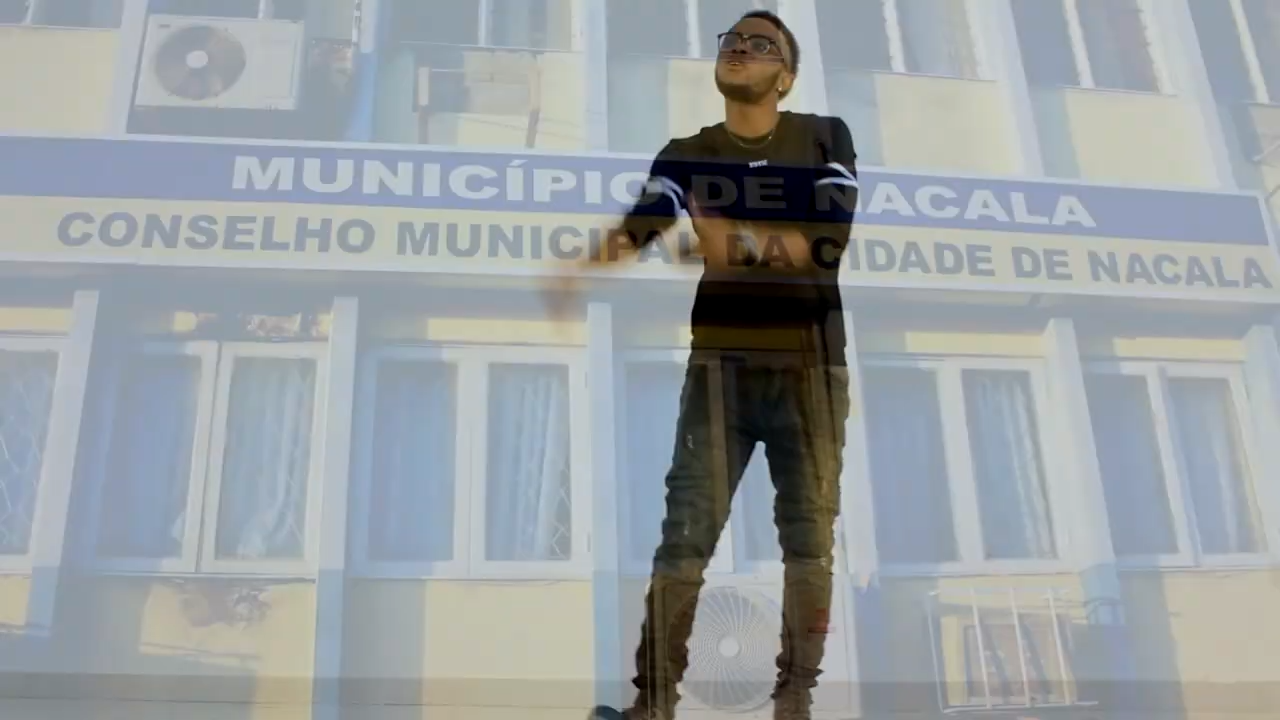 MUNICÍPIO DE NACALA
CONSELHO MUNICIPAL DA CIDADE DE NACALA